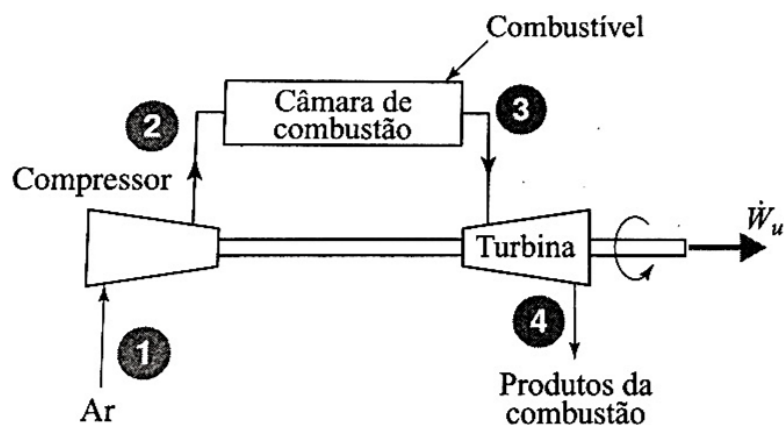 Combustível
Câmara de
combustão
2
3
Compressor
Turbina
Ẇu
4
1
Ar
Produtos da
combustão